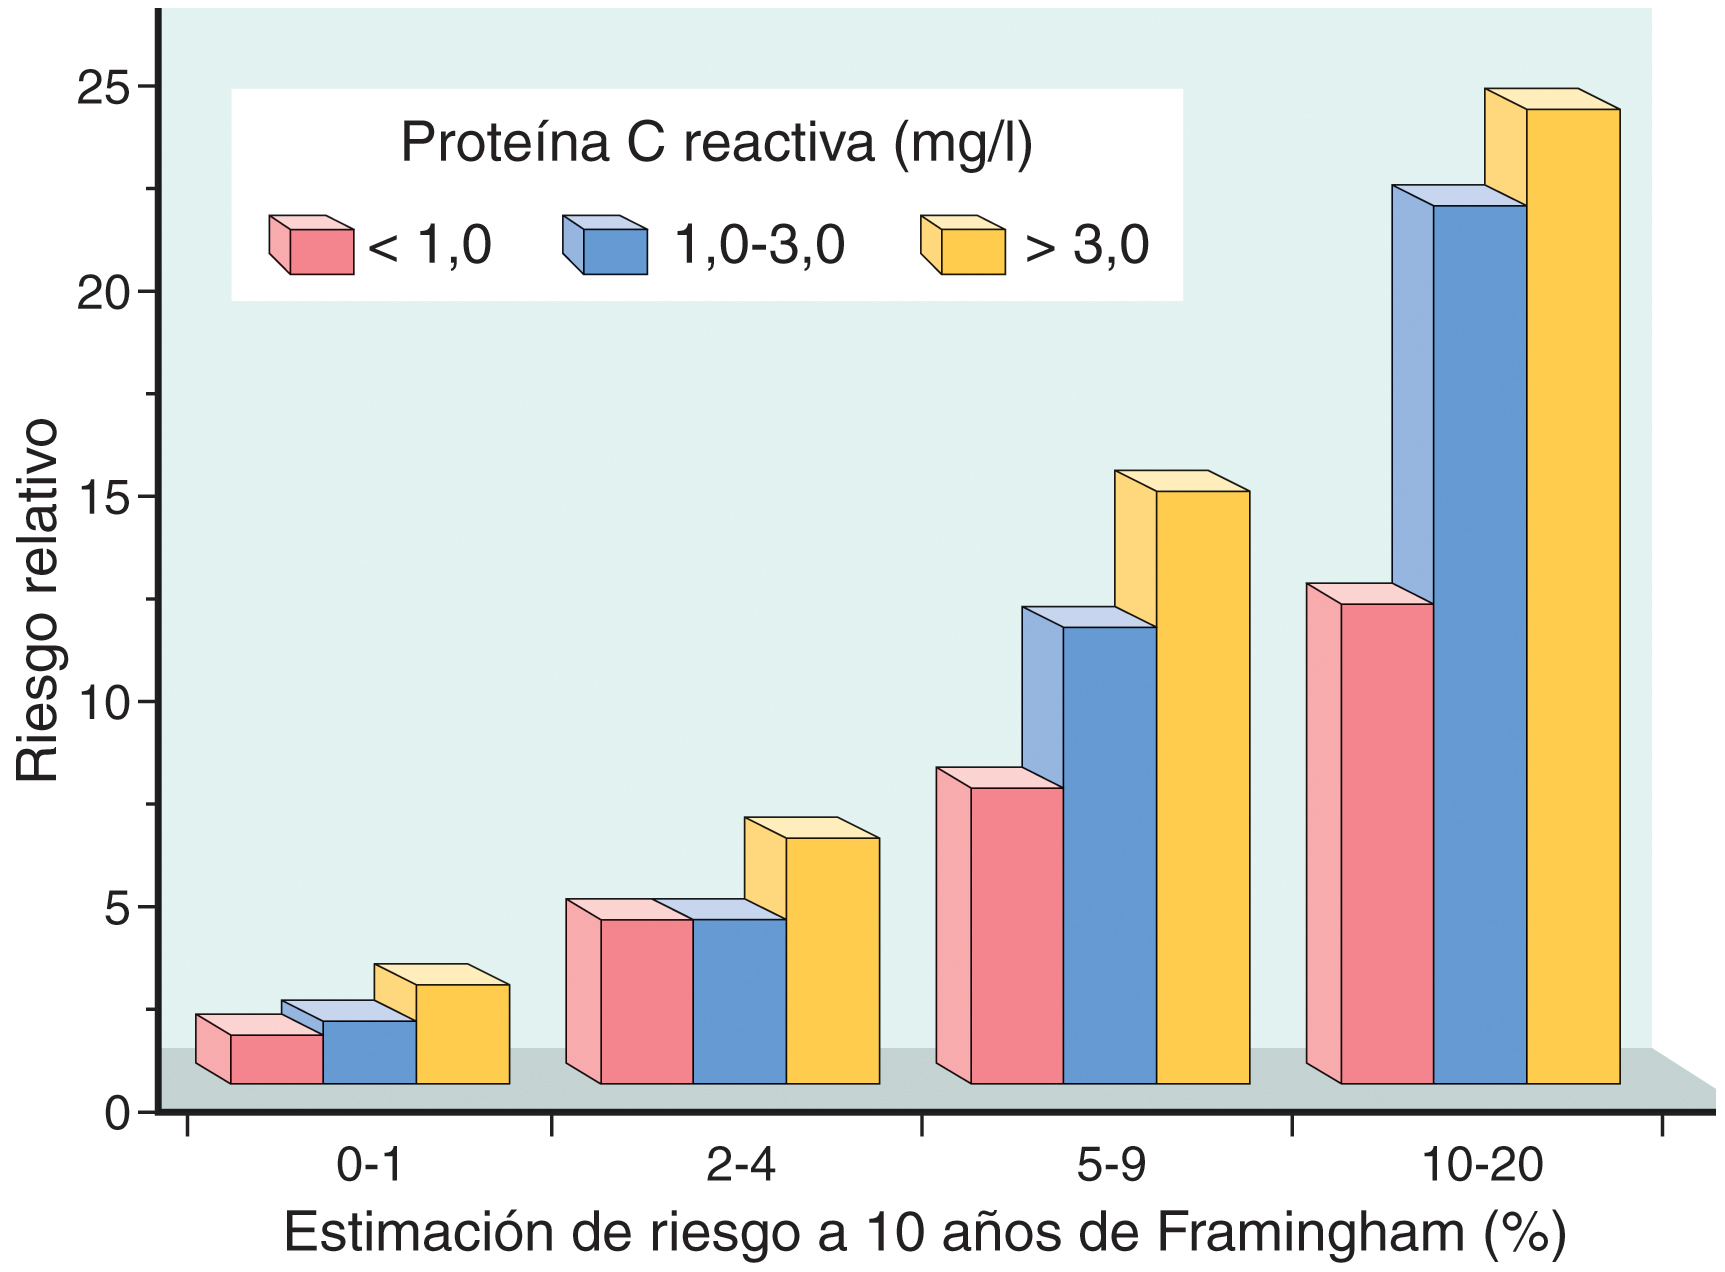 25
20
15
10
5
0
Riesgo relativo
Proteína C reactiva (mg/l)
< 1,0 1,0-3,0 > 3,0
0-1 2-4 5-9 10-20
Estimación de riesgo a 10 años de Framingham (%)